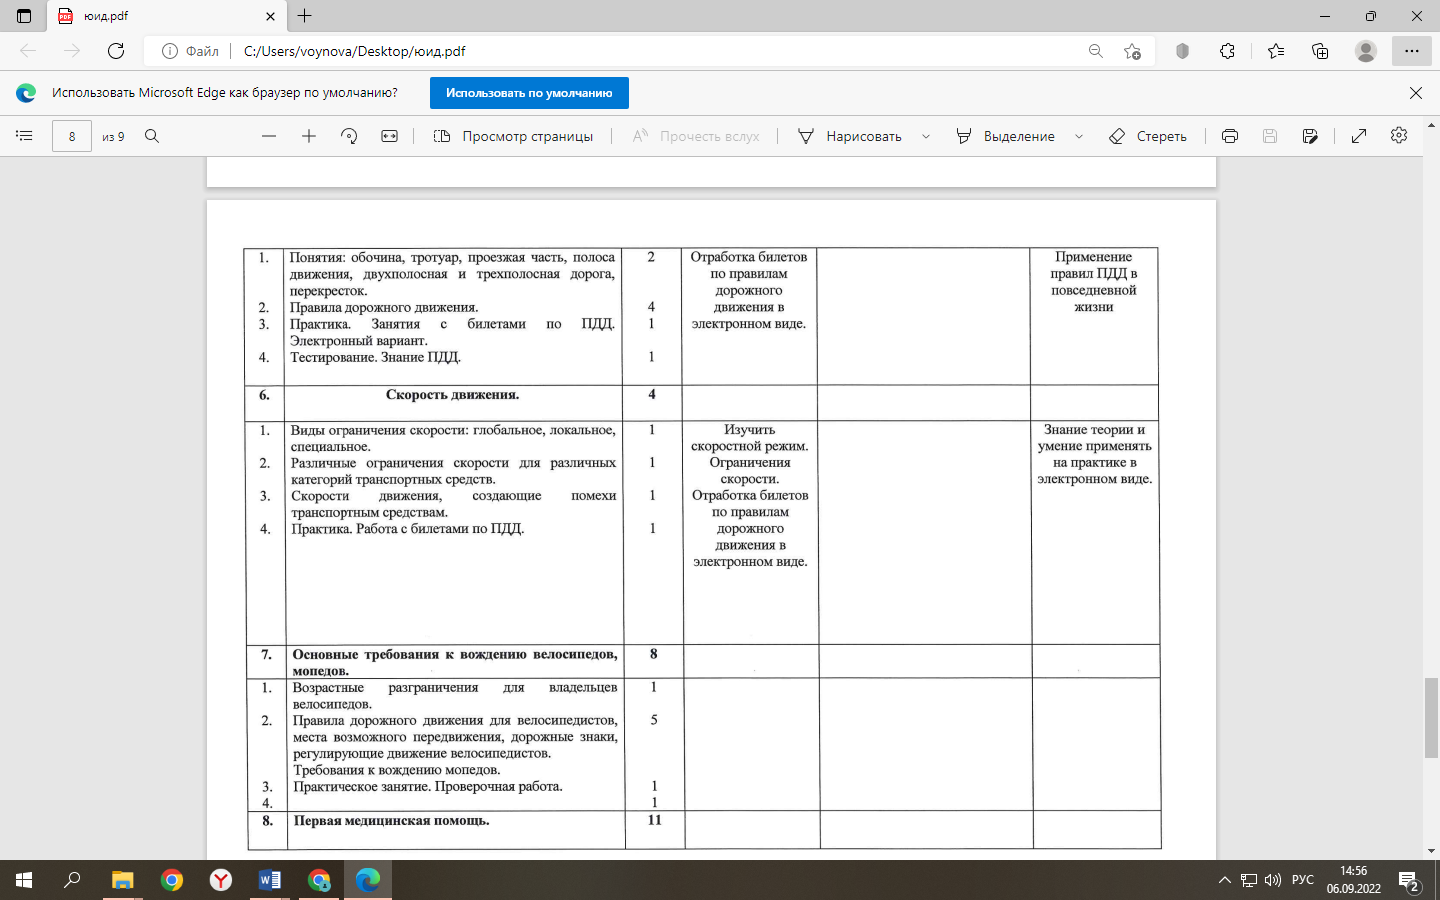 юид.pdf
Файл
C:/Users/voynova/Desktop/юид.pdf
Использовать Microsoft Edge как браузер по умолчанию?
Использовать по умолчанию
8
из 9
Просмотр страницы
Прочесть вслух
Нарисовать
Выделение
Стереть
1.
Понятия: обочина, тротуар, проезжая часть, полоса
движения, двухполосная и трехполосная дорога,
перекресток.
2
2.
Правила дорожного движения.
4
3.
Практика. Занятия с билетами по ПДД.
Электронный вариант.
1
4.
Тестирование. Знание ПДД.
1
Отработка билетов
по правилам
дорожного
движения в
электронном виде.
Применение
правил ПДД в
повседневной
жизни
6.
Скорость движения.
4
1.
Виды ограничения скорости: глобальное, локальное,
специальное.
1
2.
Различные ограничения скорости для различных
категорий транспортных средств.
1
3.
Скорости движения, создающие помехи
транспортным средствам.
1
4.
Практика. Работа с билетами по ПДД.
1
Изучить
скоростной режим.
Ограничения
скорости.
Отработка билетов
по правилам
дорожного
движения в
электронном виде.
Знание теории и
умение применять
на практике в
электронном виде.
7.
Основные требования к вождению велосипедов,
мопедов.
8
1.
Возрастные разграничения для владельцев
велосипедов.
1
2.
Правила дорожного движения для велосипедистов,
места возможного передвижения, дорожные знаки,
регулирующие движение велосипедистов.
Требования к вождению мопедов.
5
3.
Практическое занятие. Проверочная работа.
1
4.
1
8.
Первая медицинская помощь.
11
РУС
14:56
06.09.2022
2